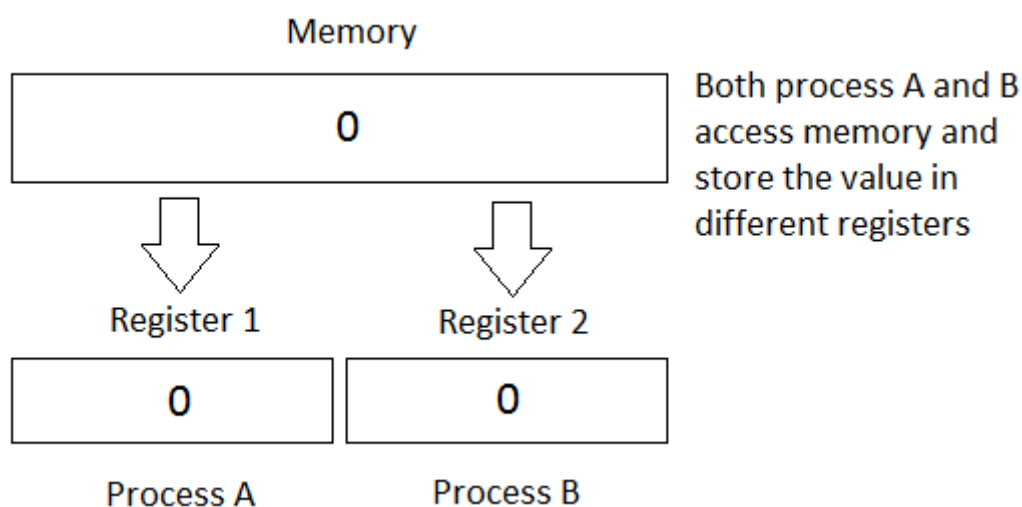 Memory
0
Both process A and B
access memory and
store the value in
different registers
Register 1
Register 2
0
0
Process A
Process B